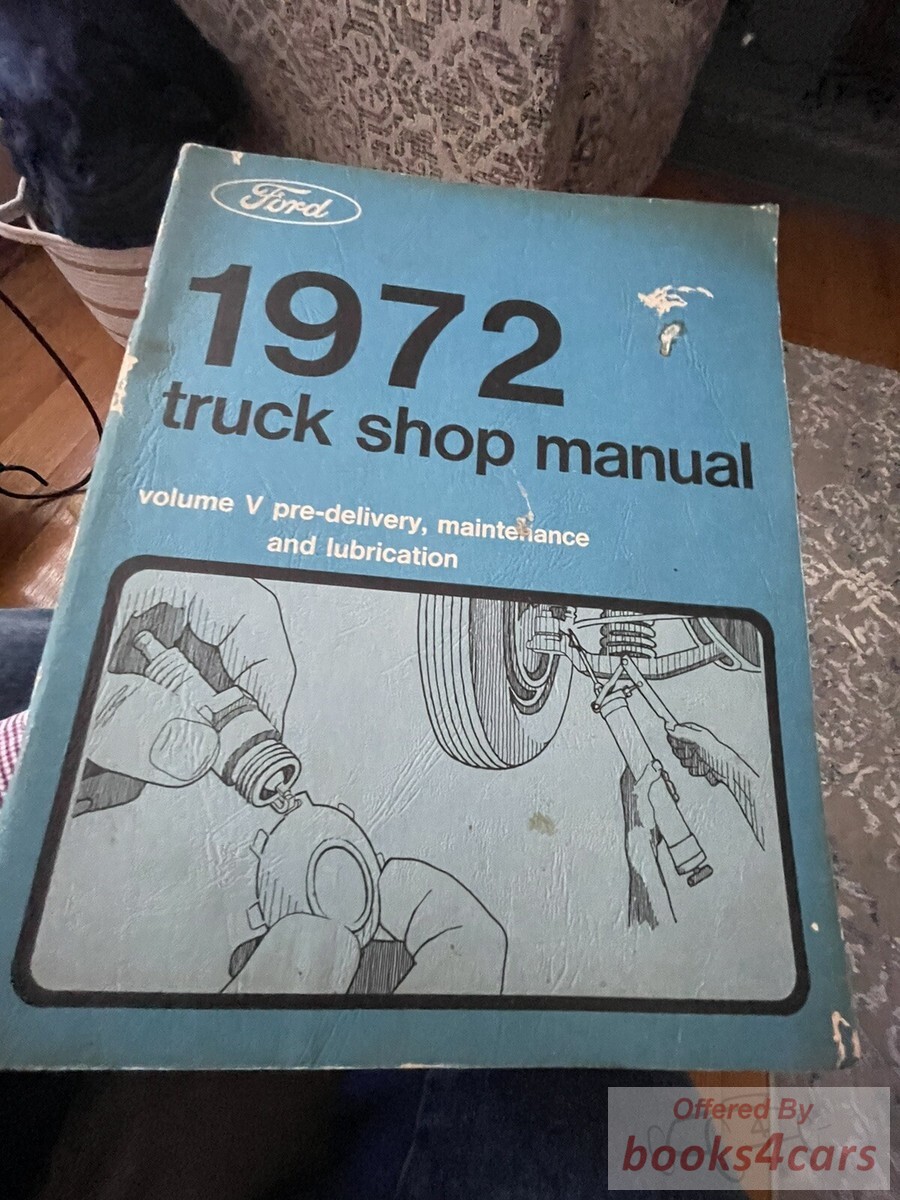 Ford
1972
truck shop manual
volume V pre-delivery, maintenance
and lubrication
Offered By
books4cars